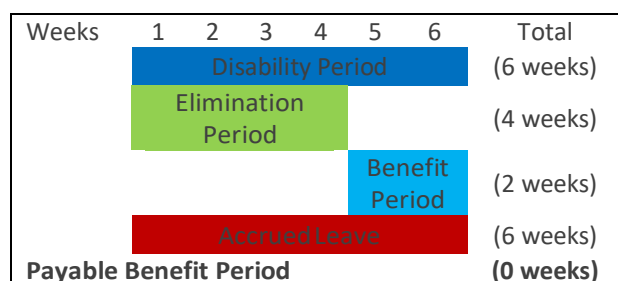 Weeks 1 2 3 4 5 6 Total
Disability Period (6 weeks)
Elimination
Period (4 weeks)
Benefit
Period (2 weeks)
Accrued Leave (6 weeks)
Payable Benefit Period (0 weeks)